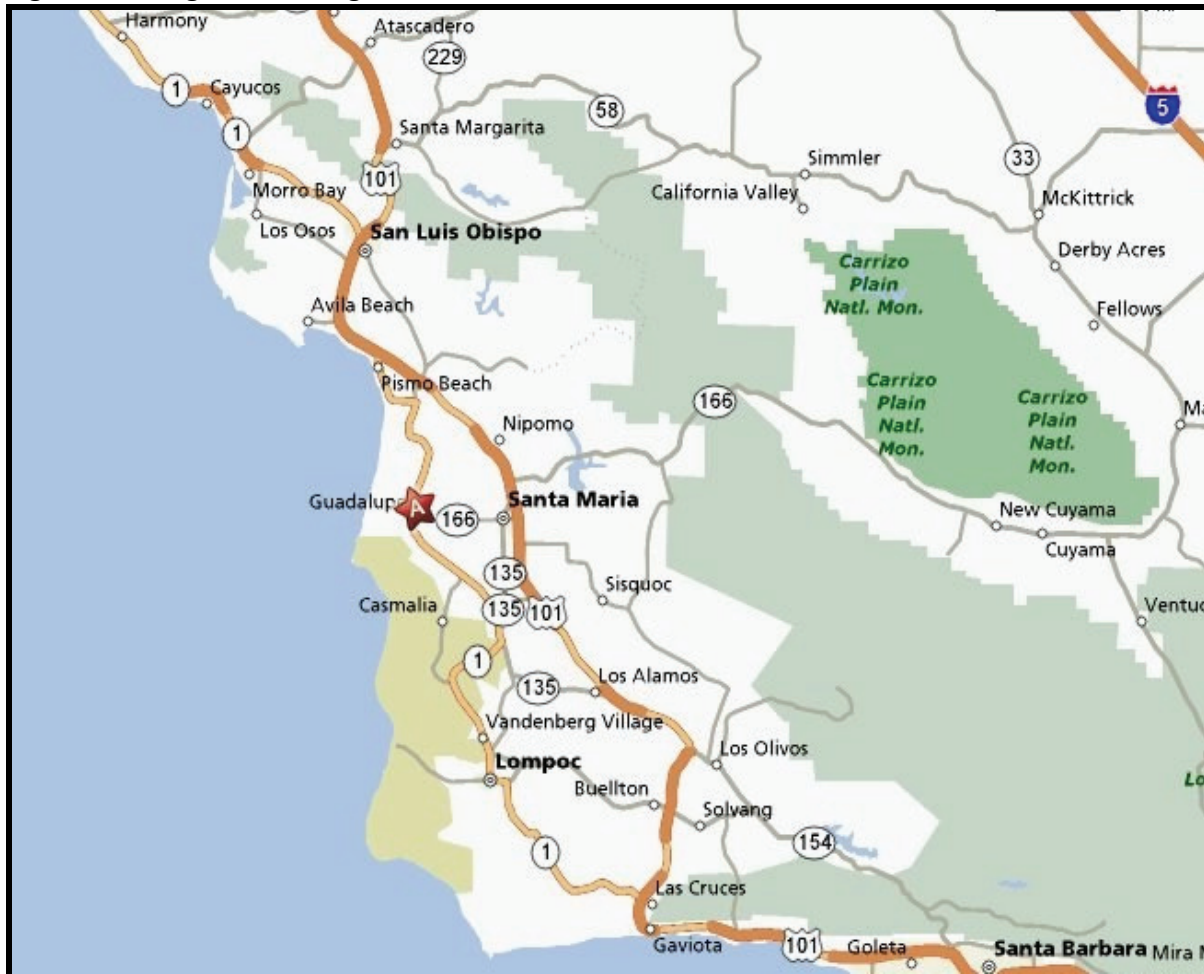 Harmony
Atascadero
229
1
Cayucos
5
58
1
Santa Margarita
Simmler
33
101
Morro Bay
California Valley
McKittrick
Los Osos
San Luis Obispo
Derby Acres
Carrizo
Plain
Natl. Mon.
Avila Beach
Fellows
Pismo Beach
Carrizo
Plain
Natl.
Mon.
Carrizo
Plain
Natl.
Mon.
166
Nipomo
A
166
Santa Maria
New Cuyama
Cuyama
135
Sisquoc
Casmalia
135
101
1
135
Los Alamos
Vandenberg Village
Los Olivos
Lompoc
Buellton
Solvang
154
1
Las Cruces
Gaviota
101
Goleta
Santa Barbara
Mira